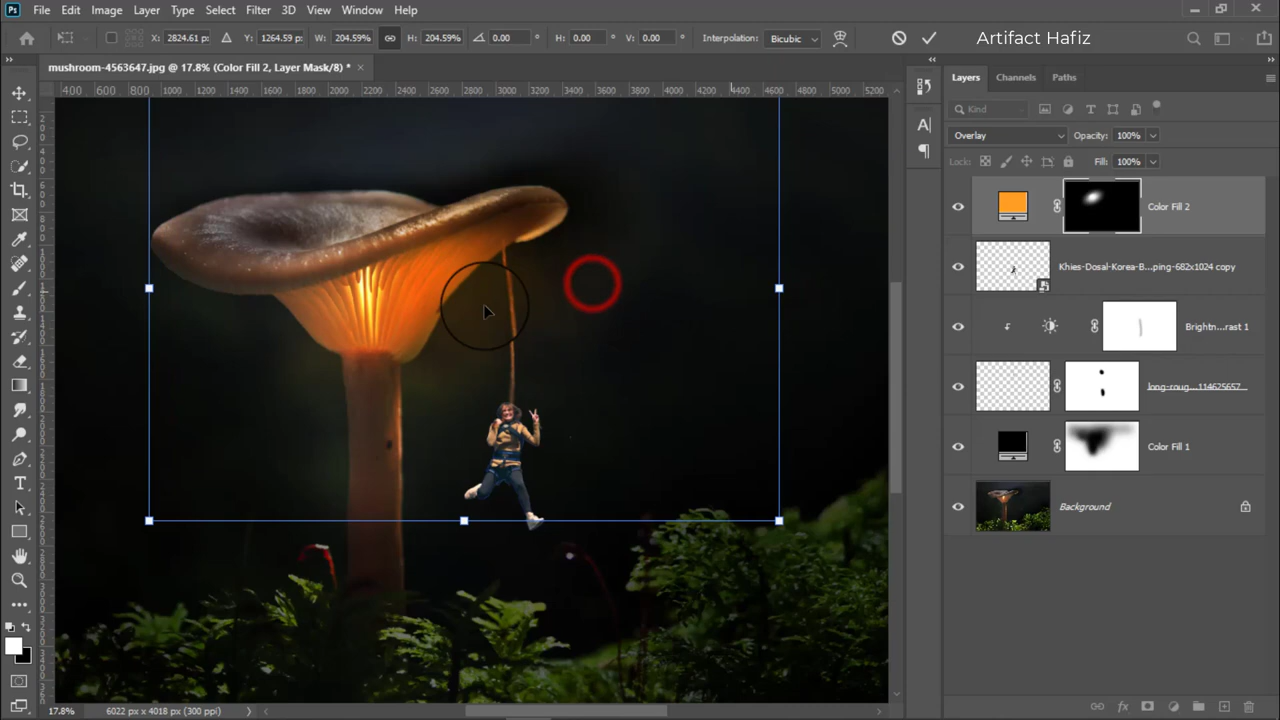 Ps File Edit Image Layer Type Select Filter 3D View Window Help
X: 2824.61 px Y: 1264.59 px W: 204.59% H: 204.59% 0.00 ° H: 0.00 ° V: 0.00 ° Interpolation: Bicubic
Artifact Hafiz
mushroom-4563647.jpg @ 17.8% (Color Fill 2, Layer Mask/8) *
400 600 800 1000 1200 1400 1600 1800 2000 2200 2400 2600 2800 3000 3200 3400 3600 3800 4000 4200 4400 4600 4800 5000 5200
Layers Channels Paths
Kind
Overlay Opacity: 100%
Lock: Fill: 100%
Color Fill 2
Khies-Dosal-Korea-B...ping-682x1024 copy
Brightn...rast 1
long-roug...114625657...
Color Fill 1
Background
17.8% 6022 px x 4018 px (300 ppi)